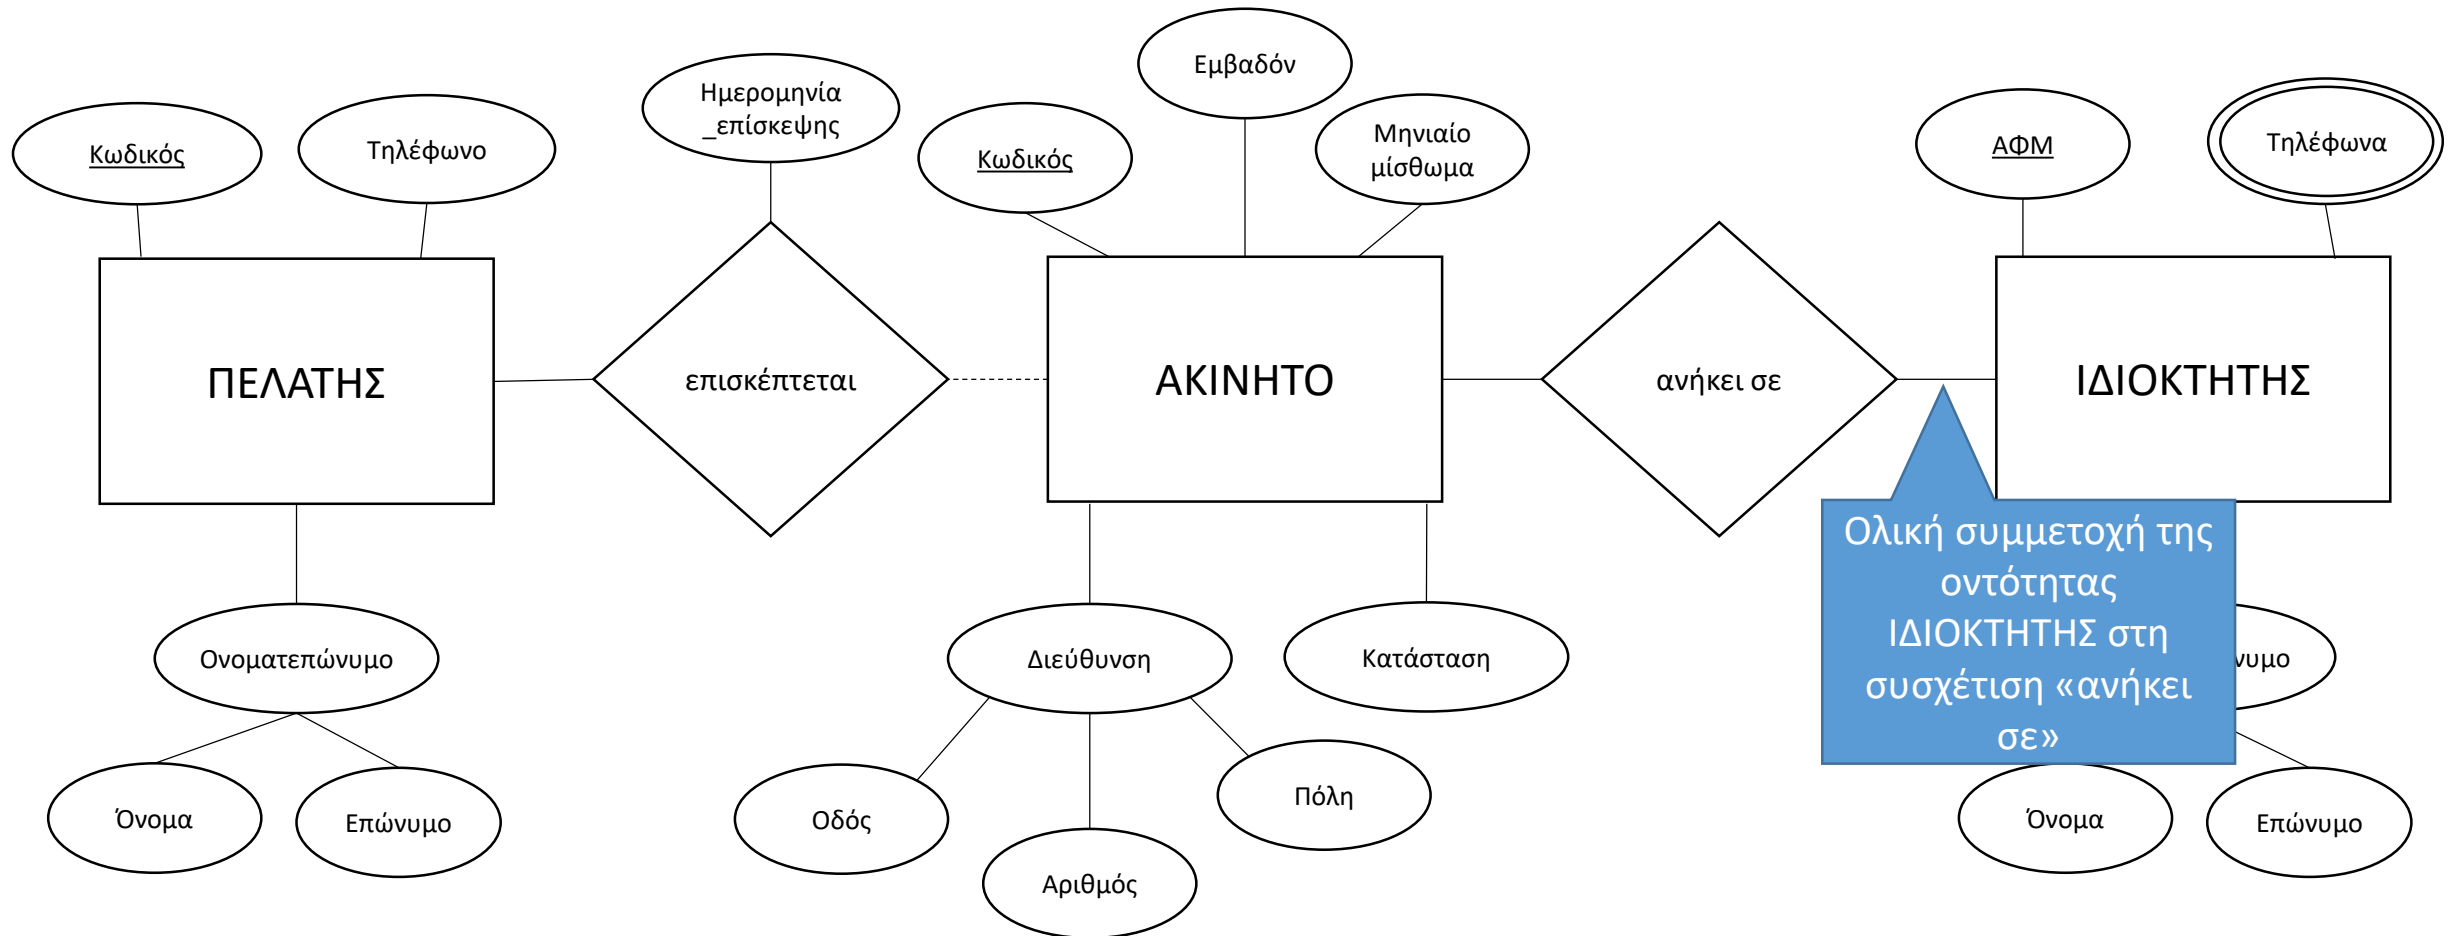 Εμβαδόν
Ημερομηνία
_επίσκεψης
Κωδικός
Τηλέφωνο
Κωδικός
Μηνιαίο
μίσθωμα
ΑΦΜ
Τηλέφωνα
ΠΕΛΑΤΗΣ
επισκέπτεται
ΑΚΙΝΗΤΟ
ανήκει σε
ΙΔΙΟΚΤΗΤΗΣ
Ολική συμμετοχή της
οντότητας
ΙΔΙΟΚΤΗΤΗΣ στη
συσχέτιση «ανήκει
σε»
Ονοματεπώνυμο
Διεύθυνση
Κατάσταση
Όνομα
Επώνυμο
Οδός
Αριθμός
Πόλη
Όνομα
Επώνυμο